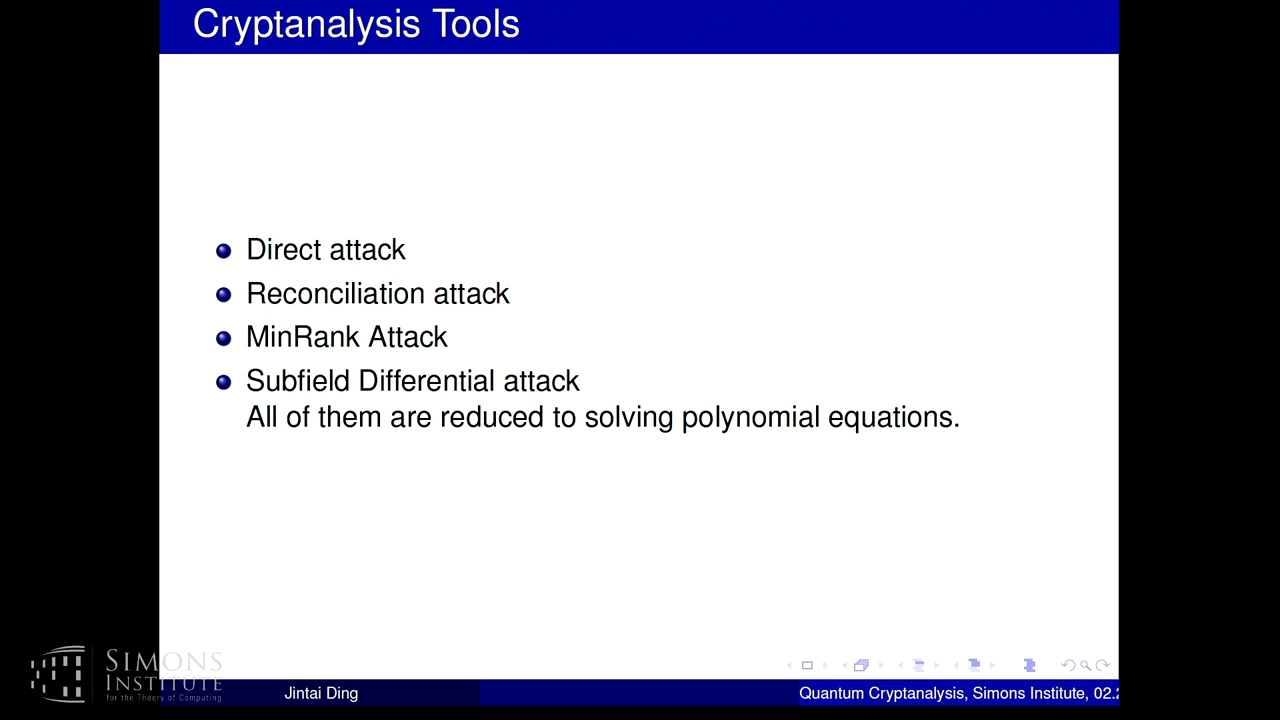 Cryptanalysis Tools
Direct attack
Reconciliation attack
MinRank Attack
Subfield Differential attack
All of them are reduced to solving polynomial equations.
SIMONS
INSTITUTE
for the Theory of Computing
Jintai Ding
Quantum Cryptanalysis, Simons Institute, 02.2